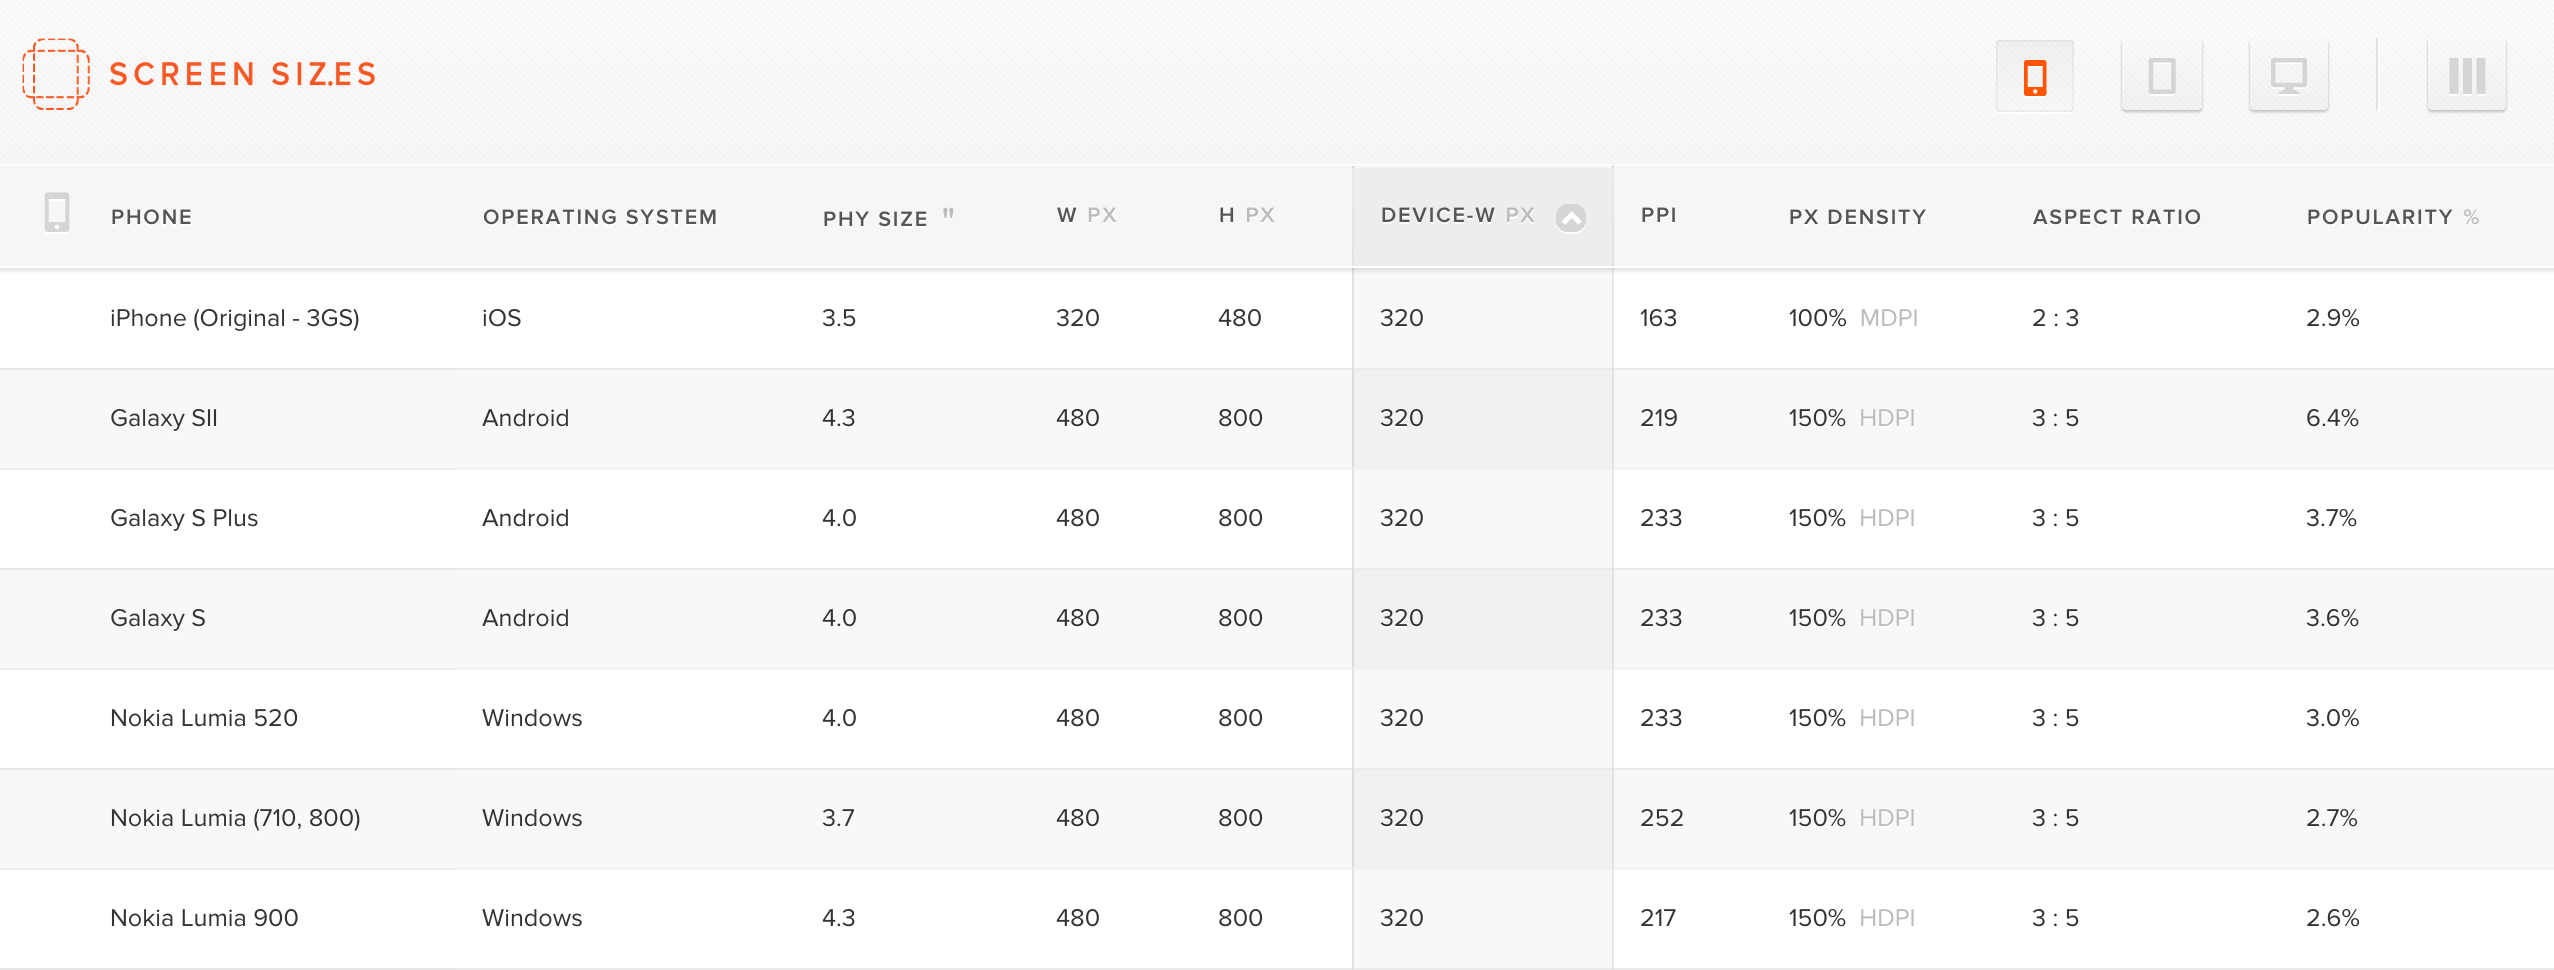 SCREEN SIZ.ES
PHONE OPERATING SYSTEM PHY SIZE " W PX H PX DEVICE-W PX PPI PX DENSITY ASPECT RATIO POPULARITY %
iPhone (Original - 3GS) iOS 3.5 320 480 320 163 100% MDPI 2 : 3 2.9%
Galaxy SII Android 4.3 480 800 320 219 150% HDPI 3 : 5 6.4%
Galaxy S Plus Android 4.0 480 800 320 233 150% HDPI 3 : 5 3.7%
Galaxy S Android 4.0 480 800 320 233 150% HDPI 3 : 5 3.6%
Nokia Lumia 520 Windows 4.0 480 800 320 233 150% HDPI 3 : 5 3.0%
Nokia Lumia (710, 800) Windows 3.7 480 800 320 252 150% HDPI 3 : 5 2.7%
Nokia Lumia 900 Windows 4.3 480 800 320 217 150% HDPI 3 : 5 2.6%